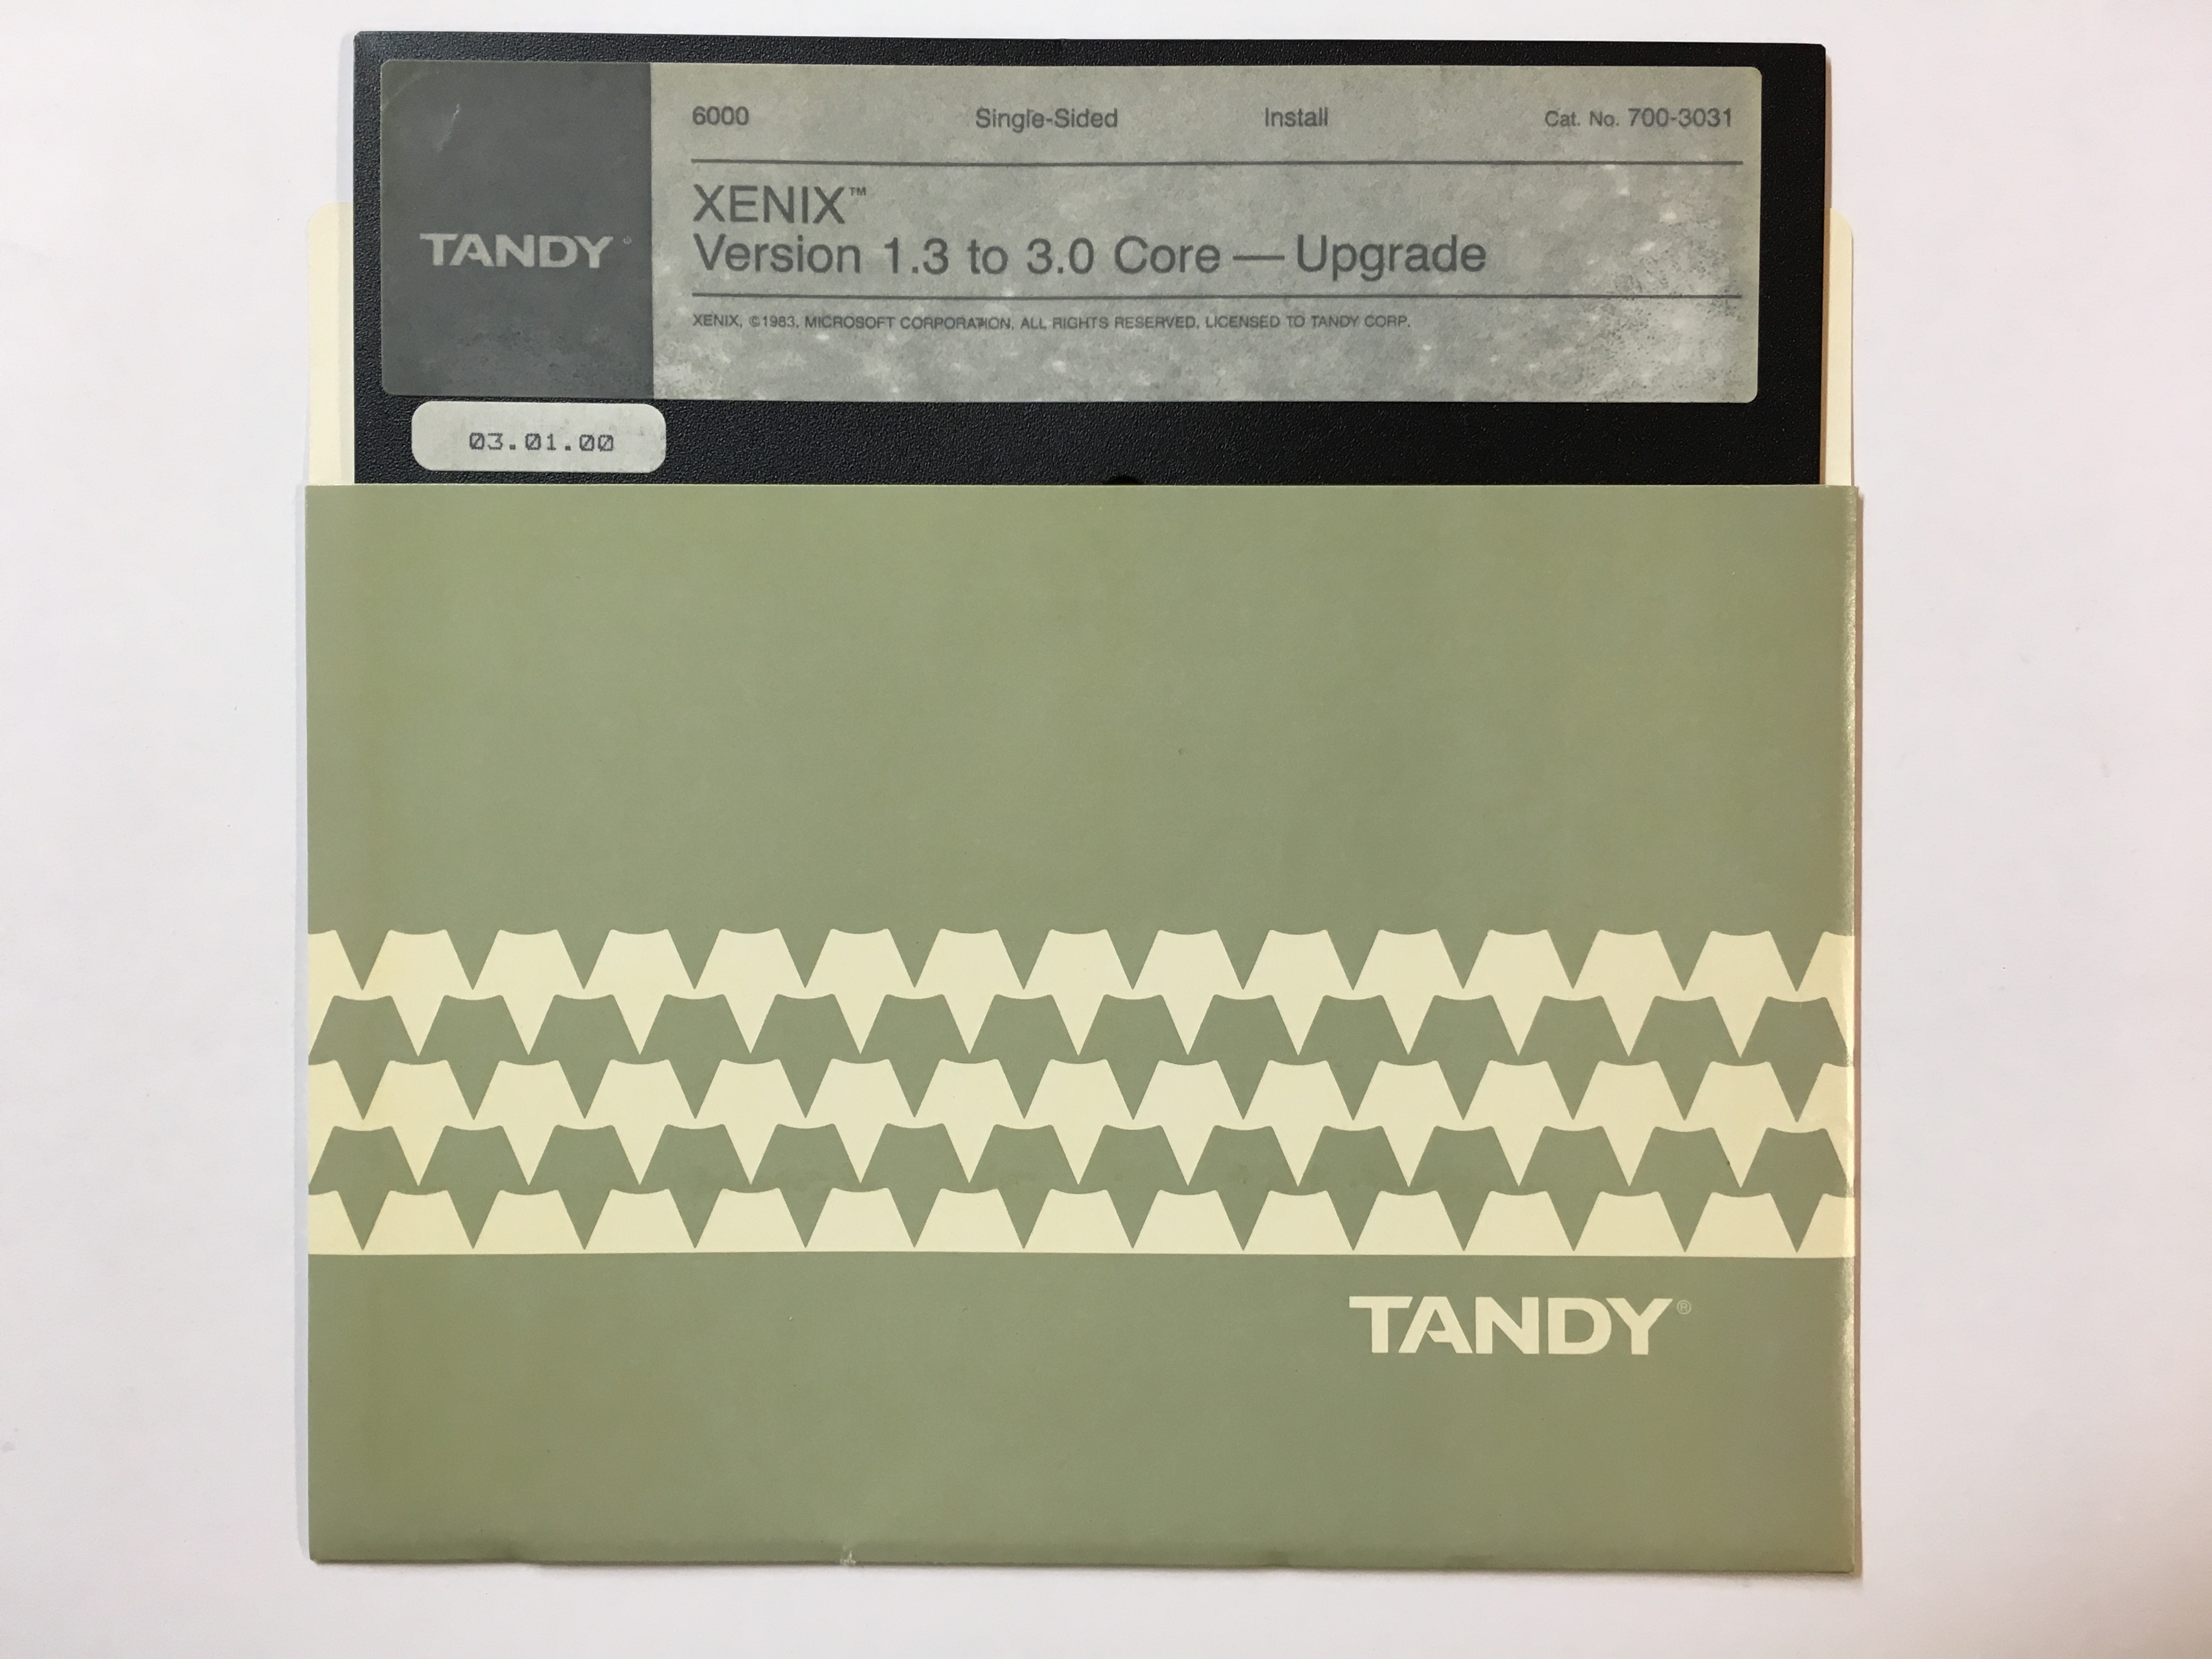 6000 Single-Sided Install Cat. No. 700-3031
XENIX™
TANDY®
Version 1.3 to 3.0 Core — Upgrade
XENIX, ©1983, MICROSOFT CORPORATION, ALL RIGHTS RESERVED, LICENSED TO TANDY CORP.
03.01.00
TANDY®